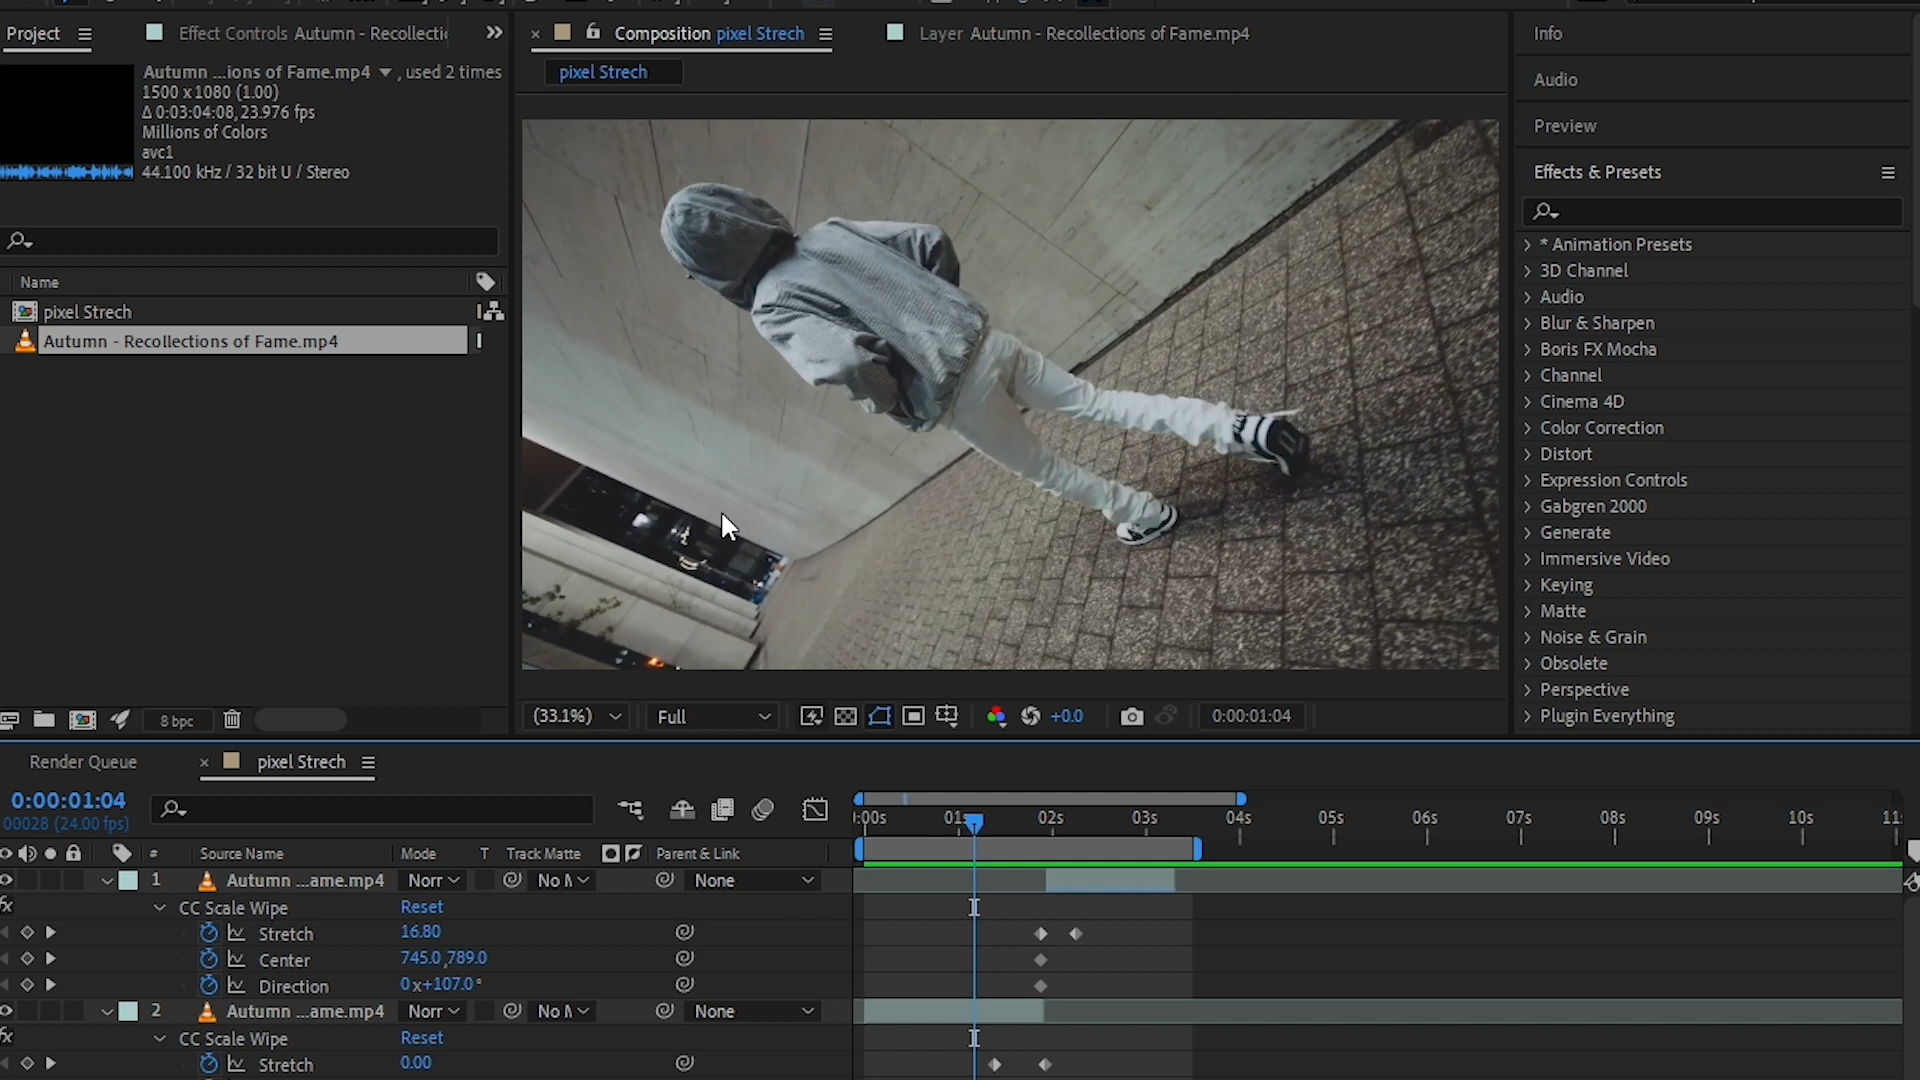 Project
Effect Controls Autumn - Recollecti
Autumn ...ions of Fame.mp4 , used 2 times
1500 x 1080 (1.00)
Δ 0:03:04:08, 23.976 fps
Millions of Colors
avc1
44.100 kHz / 32 bit U / Stereo
Name
pixel Strech
Autumn - Recollections of Fame.mp4
8 bpc
Composition pixel Strech
Layer Autumn - Recollections of Fame.mp4
pixel Strech
(33.1%)
Full
+0.0
0:00:01:04
Info
Audio
Preview
Effects & Presets
* Animation Presets
3D Channel
Audio
Blur & Sharpen
Boris FX Mocha
Channel
Cinema 4D
Color Correction
Distort
Expression Controls
Gabgren 2000
Generate
Immersive Video
Keying
Matte
Noise & Grain
Obsolete
Perspective
Plugin Everything
Render Queue
pixel Strech
0:00:01:04
00028 (24.00 fps)
# Source Name Mode T Track Matte Parent & Link
:00s 01s 02s 03s 04s 05s 06s 07s 08s 09s 10s 11
1 Autumn ...ame.mp4 Norr No M None
fx CC Scale Wipe Reset
Stretch 16.80
Center 745.0,789.0
Direction 0x+107.0°
2 Autumn ...ame.mp4 Norr No M None
fx CC Scale Wipe Reset
Stretch 0.00